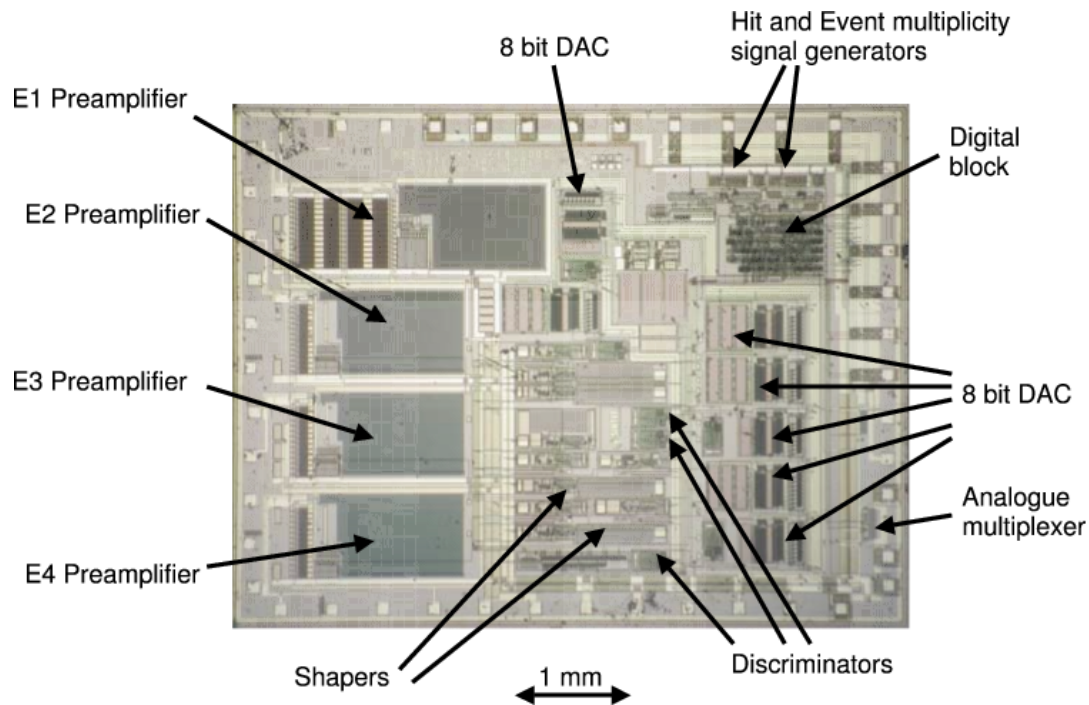 Hit and Event multiplicity
signal generators
8 bit DAC
E1 Preamplifier
Digital
block
E2 Preamplifier
E3 Preamplifier
8 bit DAC
Analogue
multiplexer
E4 Preamplifier
Discriminators
Shapers
1 mm